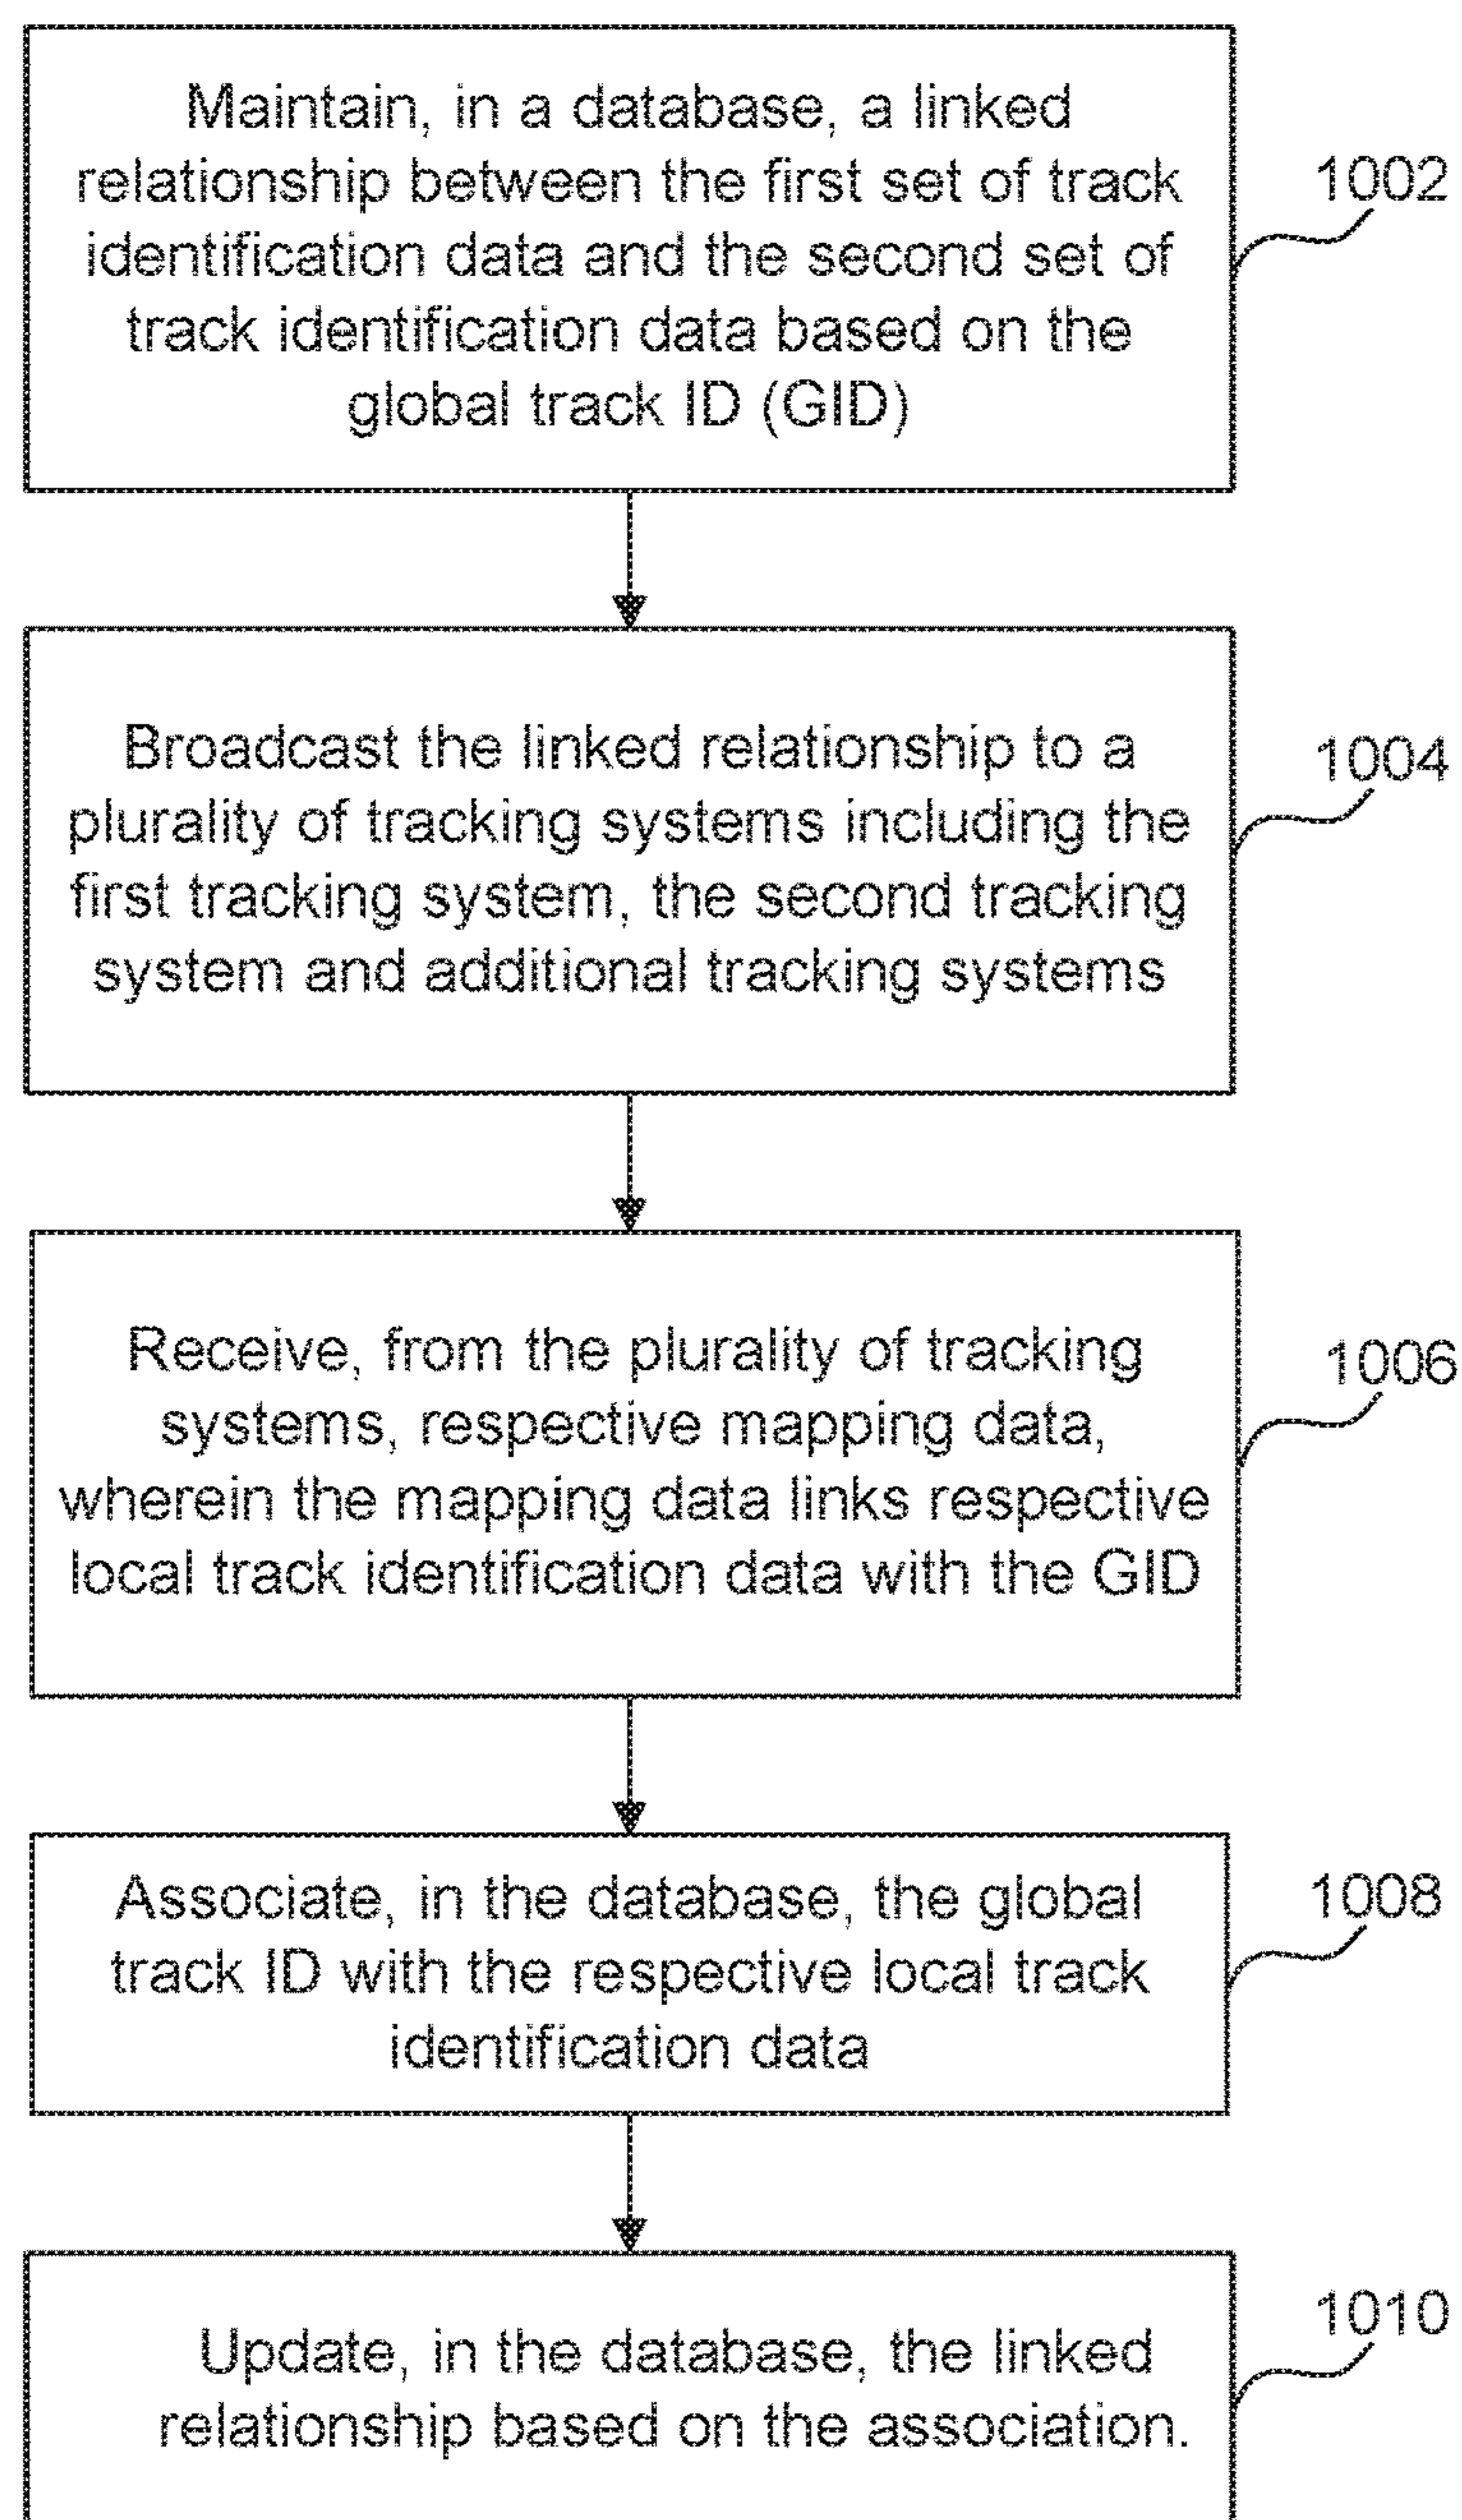 Maintain, in a database, a linked
relationship between the first set of track
identification data and the second set of
track identification data based on the
global track ID (GID)
1002
Broadcast the linked relationship to a
plurality of tracking systems including the
first tracking system, the second tracking
system and additional tracking systems
1004
Receive, from the plurality of tracking
systems, respective mapping data,
wherein the mapping data links respective
local track identification data with the GID
1006
Associate, in the database, the global
track ID with the respective local track
identification data
1008
Update, in the database, the linked
relationship based on the association.
1010